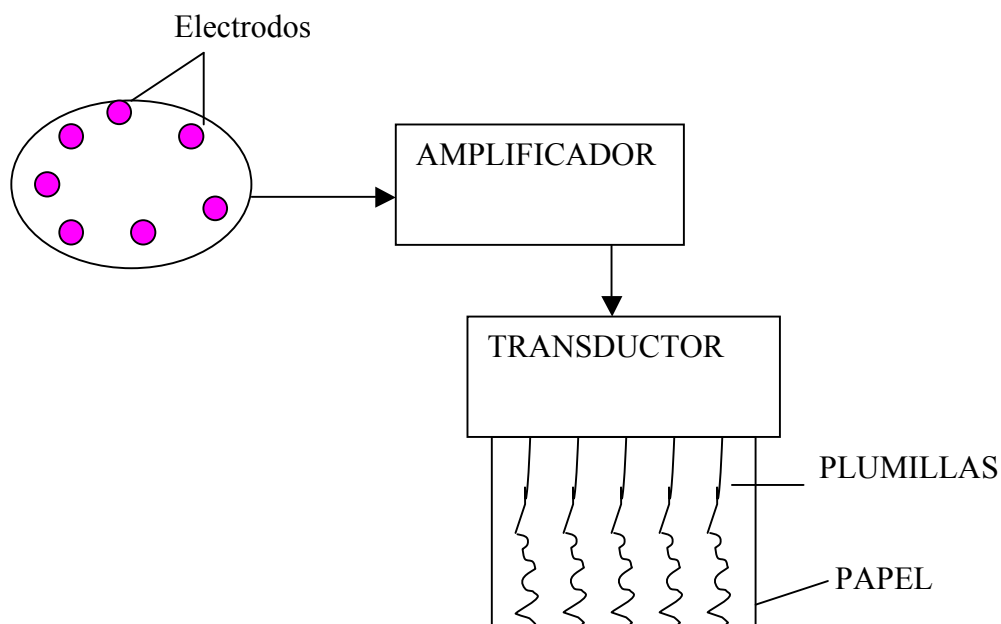 Electrodos
AMPLIFICADOR
TRANSDUCTOR
PLUMILLAS
PAPEL